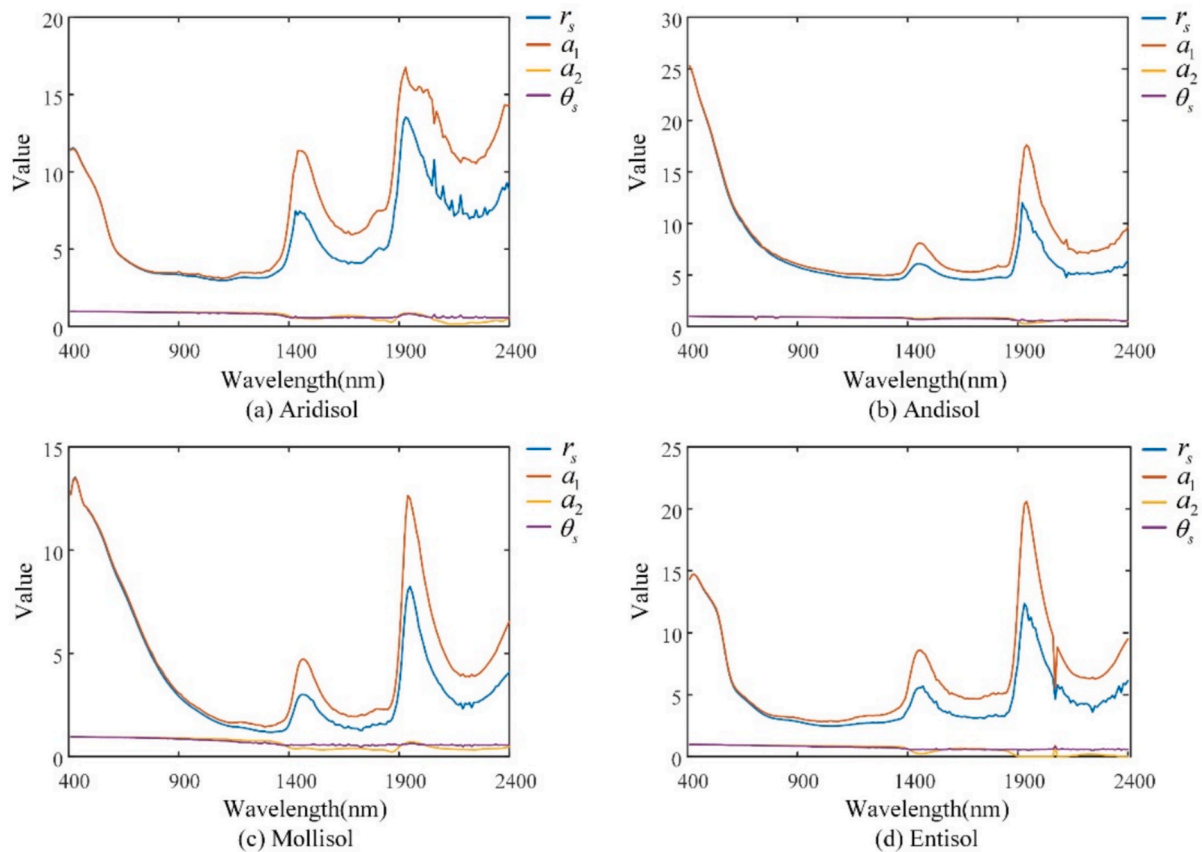 20
15
10
5
0
Value
400 900 1400 1900 2400
Wavelength(nm)
(a) Aridisol
r_s
a_1
a_2
θ_s
30
25
20
15
10
5
0
Value
400 900 1400 1900 2400
Wavelength(nm)
(b) Andisol
r_s
a_1
a_2
θ_s
15
10
5
0
Value
400 900 1400 1900 2400
Wavelength(nm)
(c) Mollisol
r_s
a_1
a_2
θ_s
25
20
15
10
5
0
Value
400 900 1400 1900 2400
Wavelength(nm)
(d) Entisol
r_s
a_1
a_2
θ_s